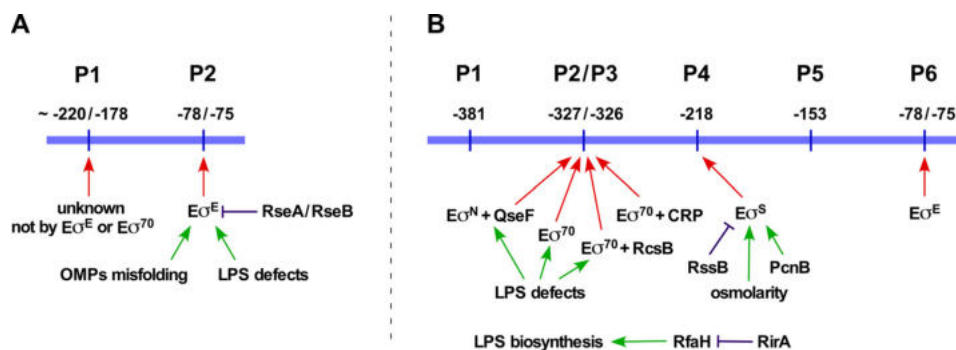 A
B
P1 P2
~ -220/-178 -78/-75
unknown
not by Eσᴱ or Eσ⁷⁰
Eσᴱ
RseA/RseB
OMPs misfolding
LPS defects
P1 P2/P3 P4 P5 P6
-381 -327/-326 -218 -153 -78/-75
Eσᴺ + QseF
Eσ⁷⁰ + CRP
Eσˢ
Eσᴱ
Eσ⁷⁰
Eσ⁷⁰ + RcsB
RssB
PcnB
LPS defects
osmolarity
LPS biosynthesis RfaH RirA